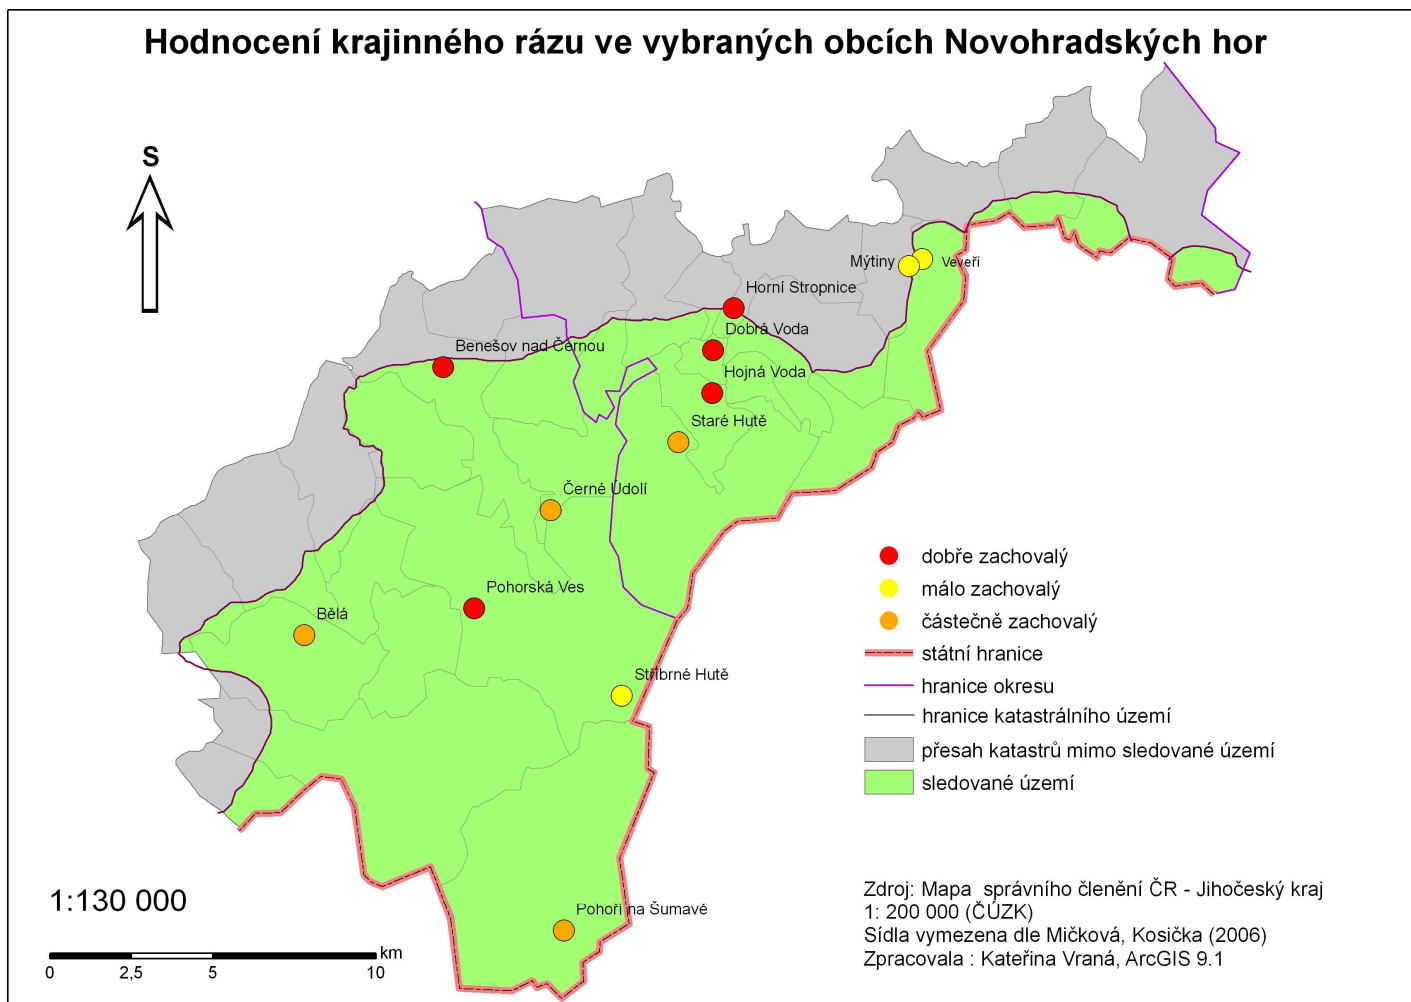 Hodnocení krajinného rázu ve vybraných obcích Novohradských hor
S
Mýtiny
Veveří
Horní Stropnice
Dobrá Voda
Benešov nad Černou
Hojná Voda
Staré Hutě
Černé Údolí
Pohorská Ves
Bělá
Stříbrné Hutě
Pohoří na Šumavě
dobře zachovalý
málo zachovalý
částečně zachovalý
státní hranice
hranice okresu
hranice katastrálního území
přesah katastrů mimo sledované území
sledované území
1:130 000
km
0 2,5 5 10
Zdroj: Mapa správního členění ČR - Jihočeský kraj
1: 200 000 (ČÚZK)
Sídla vymezena dle Mičková, Kosička (2006)
Zpracovala : Kateřina Vraná, ArcGIS 9.1